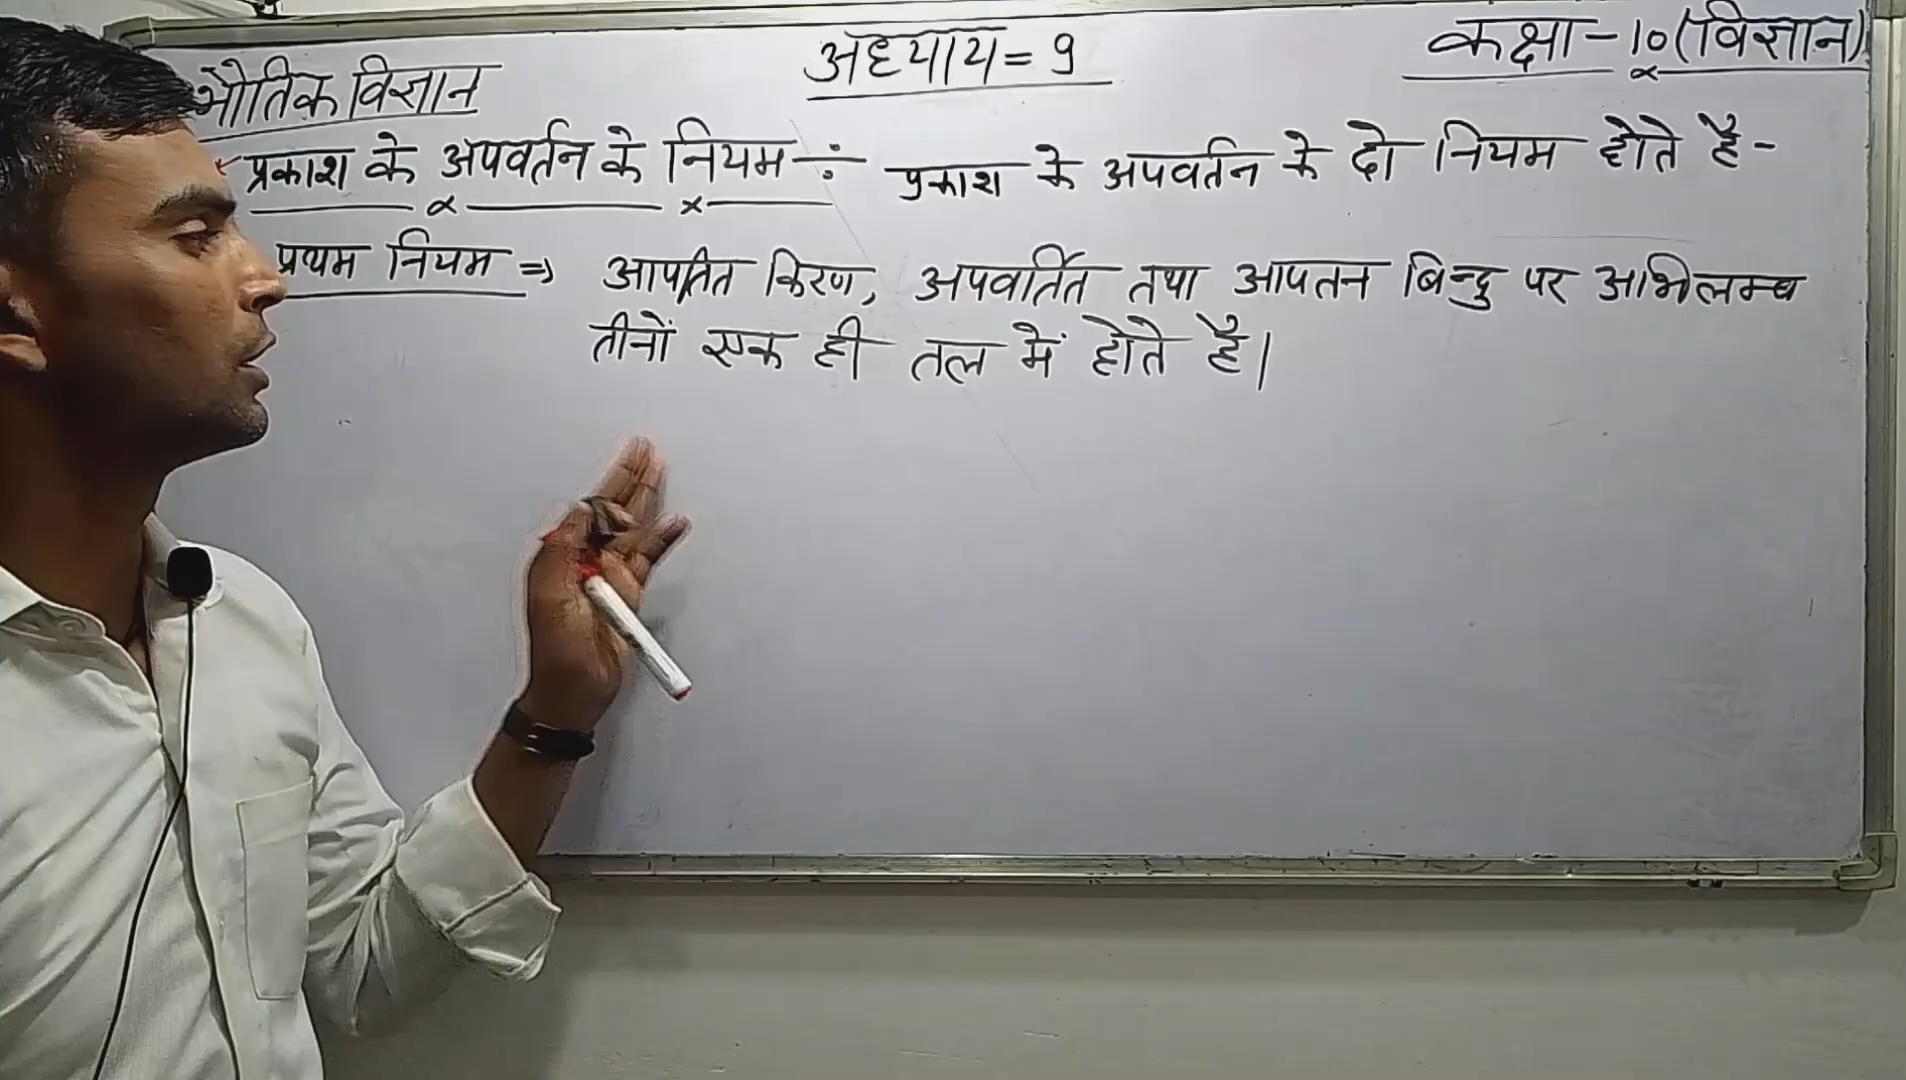 भौतिक विज्ञान
अध्याय = 9
कक्षा - 10 (विज्ञान)
प्रकाश के अपवर्तन के नियम ÷ प्रकाश के अपवर्तन के दो नियम होते है -
प्रथम नियम => आपतित किरण, अपवर्तित तथा आपतन बिन्दु पर अभिलम्ब
तीनों एक ही तल में होते है।